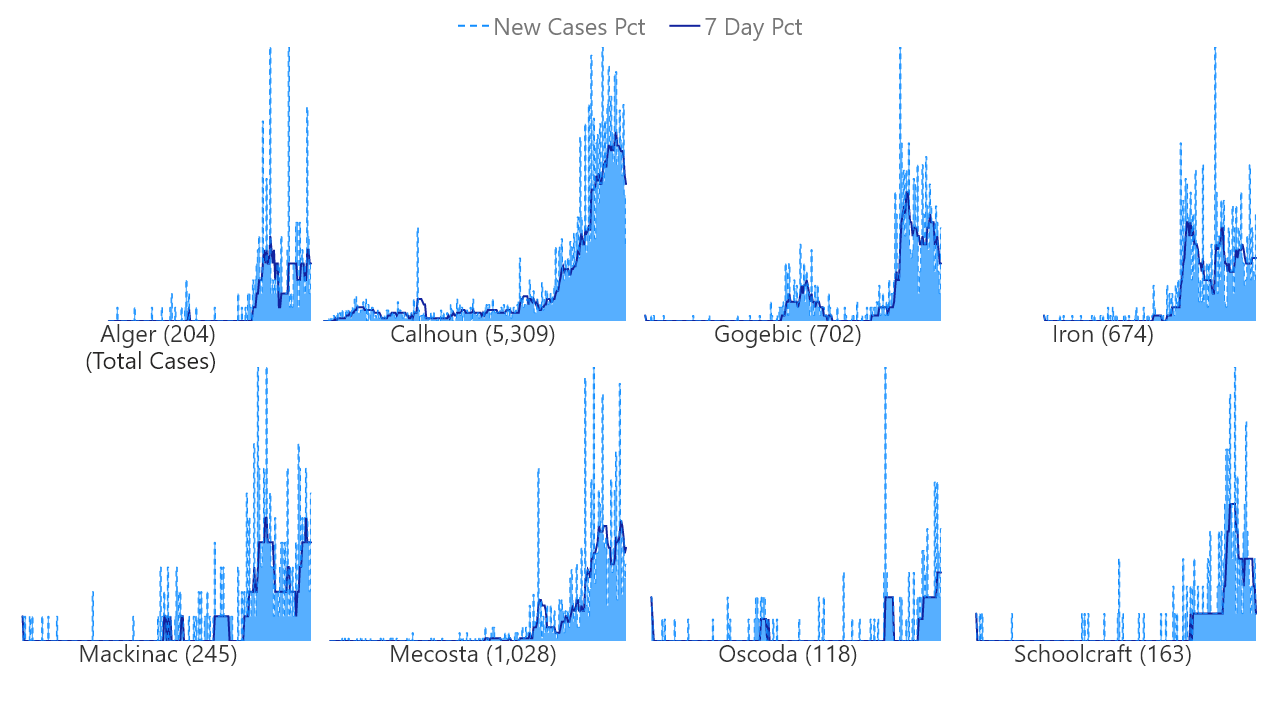 New Cases Pct 7 Day Pct
Alger (204) Calhoun (5,309) Gogebic (702) Iron (674)
(Total Cases)
Mackinac (245) Mecosta (1,028) Oscoda (118) Schoolcraft (163)